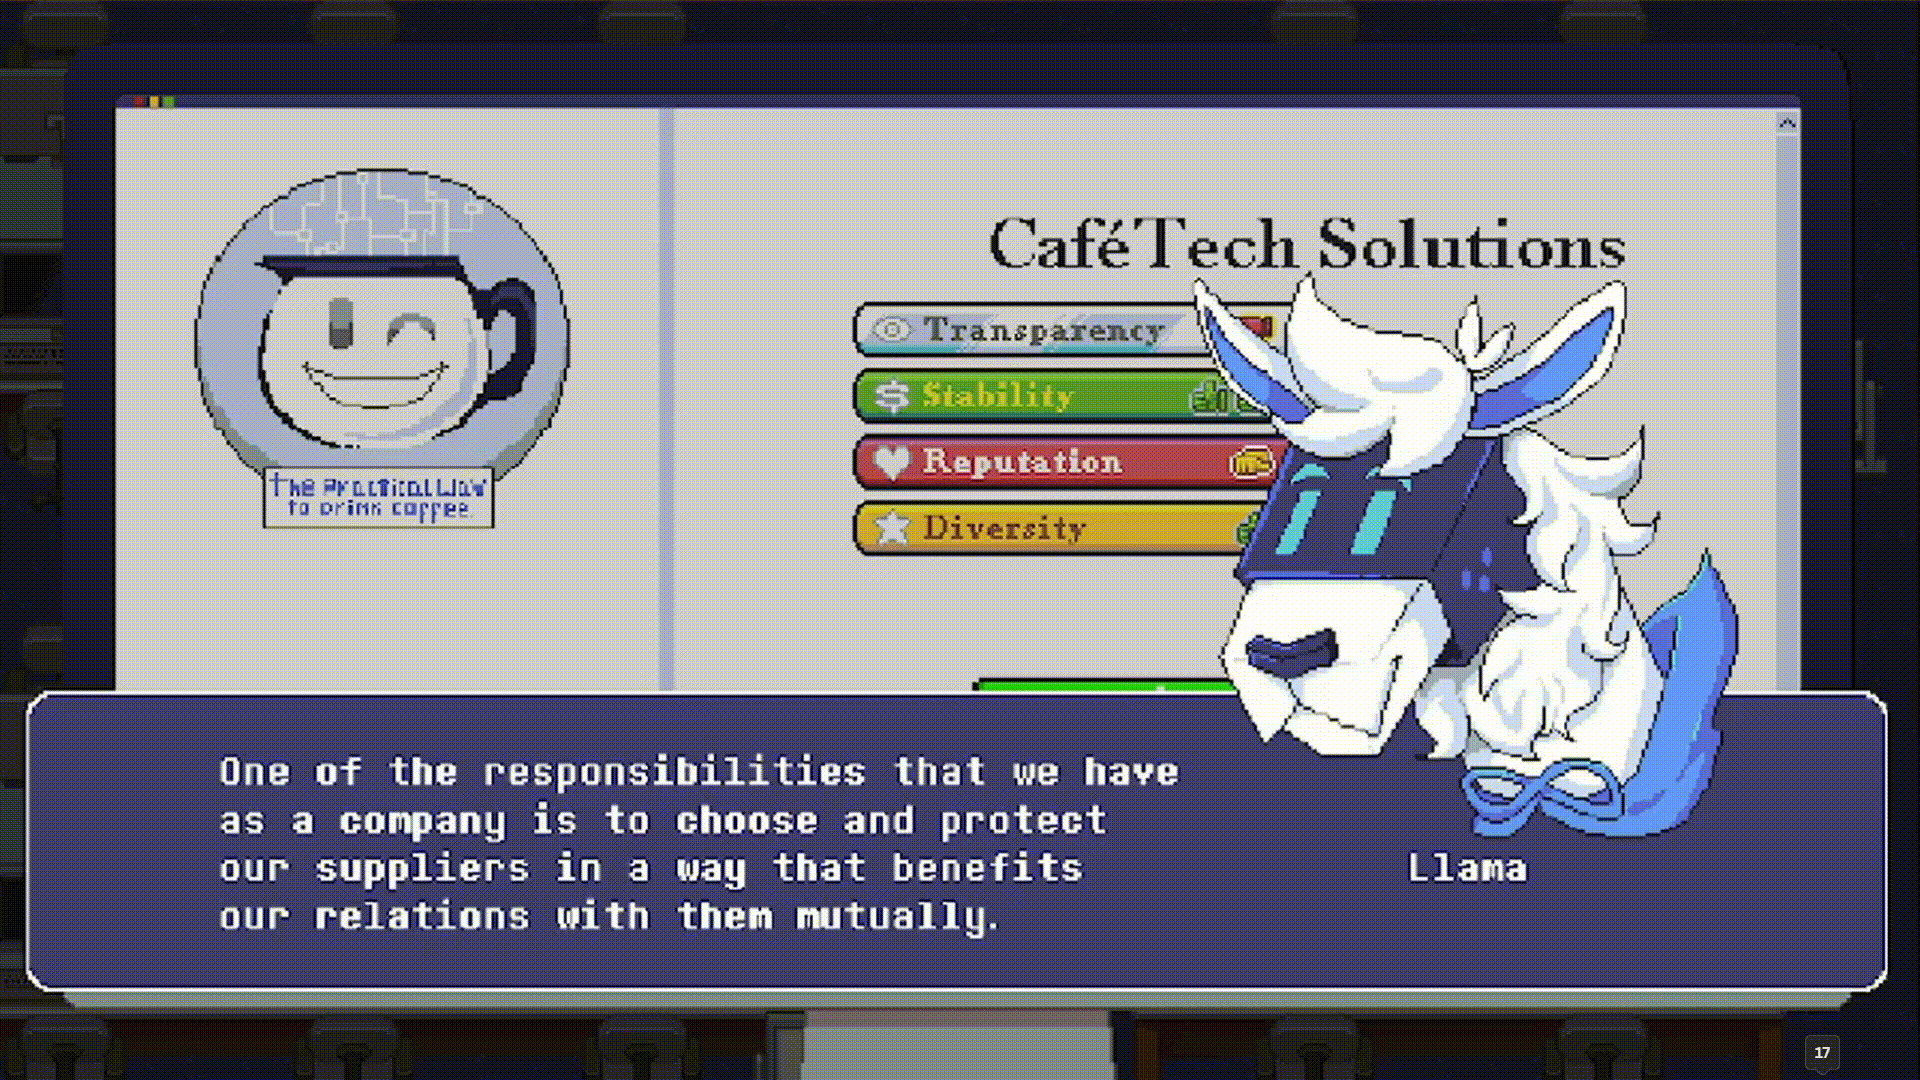 CaféTech Solutions
Transparency
Stability
Reputation
Diversity
The Practical Way
to drink coffee.
One of the responsibilities that we have
as a company is to choose and protect
our suppliers in a way that benefits
our relations with them mutually.
Llama
17